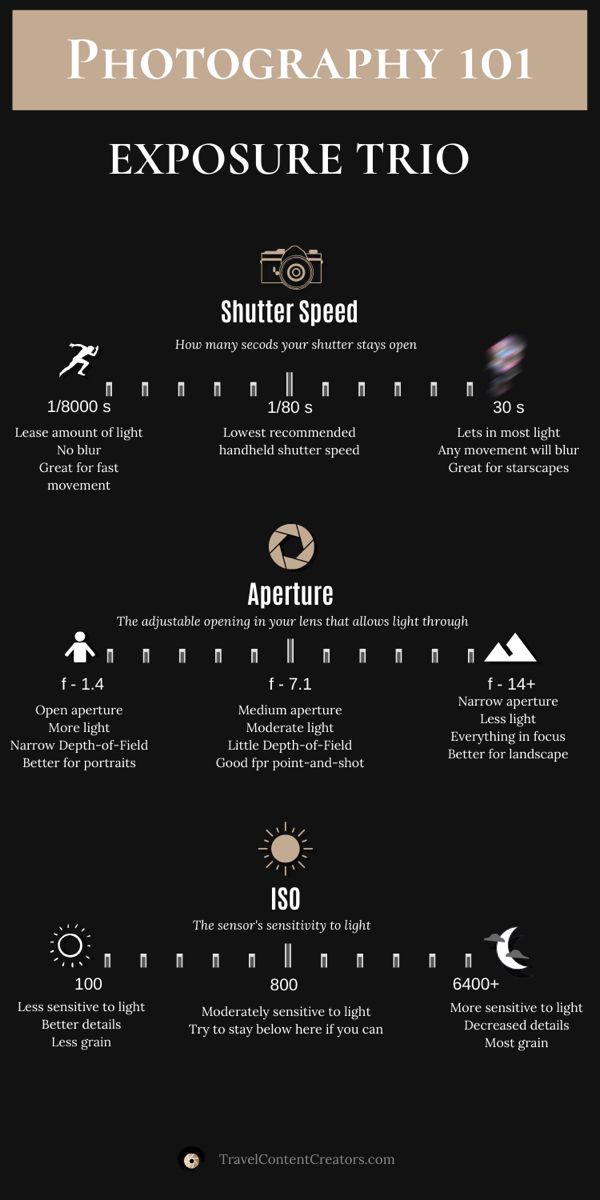 PHOTOGRAPHY 101
EXPOSURE TRIO
Shutter Speed
How many secods your shutter stays open
1/8000 s
Lease amount of light
No blur
Great for fast
movement
1/80 s
Lowest recommended
handheld shutter speed
30 s
Lets in most light
Any movement will blur
Great for starscapes
Aperture
The adjustable opening in your lens that allows light through
f - 1.4
Open aperture
More light
Narrow Depth-of-Field
Better for portraits
f - 7.1
Medium aperture
Moderate light
Little Depth-of-Field
Good fpr point-and-shot
f - 14+
Narrow aperture
Less light
Everything in focus
Better for landscape
ISO
The sensor's sensitivity to light
100
Less sensitive to light
Better details
Less grain
800
Moderately sensitive to light
Try to stay below here if you can
6400+
More sensitive to light
Decreased details
Most grain
TravelContentCreators.com